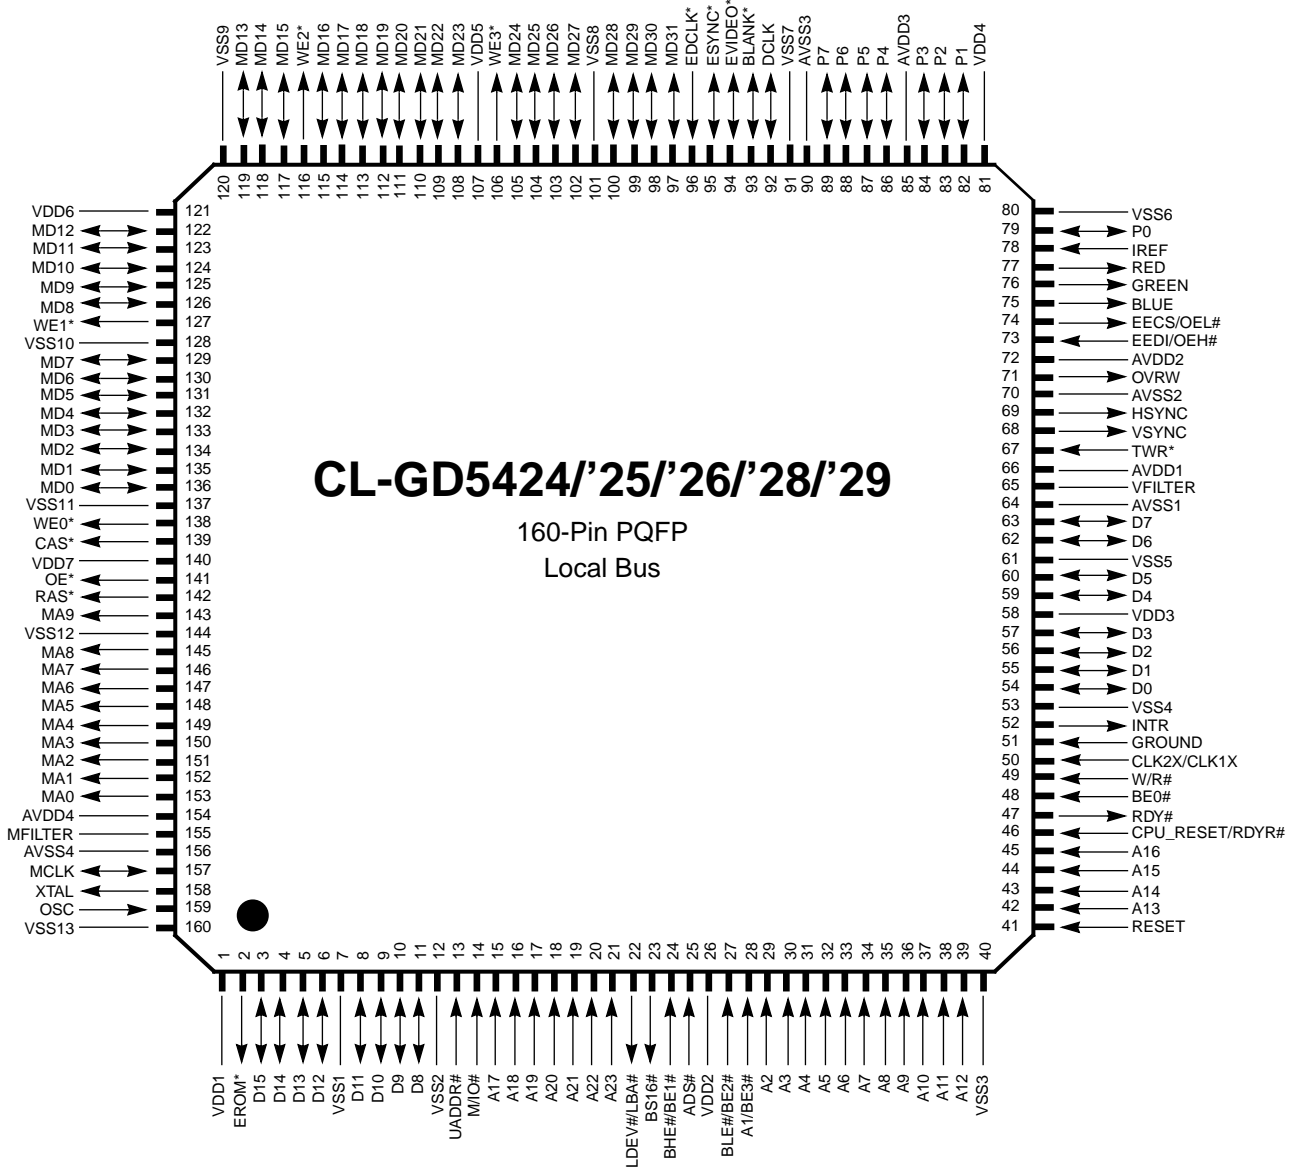 VSS9 MD13 MD14 MD15 WE2* MD16 MD17 MD18 MD19 MD20 MD21 MD22 MD23 VDD5 WE3* MD24 MD25 MD26 MD27 VSS8 MD28 MD29 MD30 MD31 EDCLK* ESYNC* EVIDEO* BLANK* DCLK VSS7 AVSS3 P7 P6 P5 P4 AVDD3 P3 P2 P1 VDD4
120 119 118 117 116 115 114 113 112 111 110 109 108 107 106 105 104 103 102 101 100 99 98 97 96 95 94 93 92 91 90 89 88 87 86 85 84 83 82 81
VDD6 121
MD12 122
MD11 123
MD10 124
MD9 125
MD8 126
WE1* 127
VSS10 128
MD7 129
MD6 130
MD5 131
MD4 132
MD3 133
MD2 134
MD1 135
MD0 136
VSS11 137
WE0* 138
CAS* 139
VDD7 140
OE* 141
RAS* 142
MA9 143
VSS12 144
MA8 145
MA7 146
MA6 147
MA5 148
MA4 149
MA3 150
MA2 151
MA1 152
MA0 153
AVDD4 154
MFILTER 155
AVSS4 156
MCLK 157
XTAL 158
OSC 159
VSS13 160
CL-GD5424/’25/’26/’28/’29
160-Pin PQFP
Local Bus
80 VSS6
79 P0
78 IREF
77 RED
76 GREEN
75 BLUE
74 EECS/OEL#
73 EEDI/OEH#
72 AVDD2
71 OVRW
70 AVSS2
69 HSYNC
68 VSYNC
67 TWR*
66 AVDD1
65 VFILTER
64 AVSS1
63 D7
62 D6
61 VSS5
60 D5
59 D4
58 VDD3
57 D3
56 D2
55 D1
54 D0
53 VSS4
52 INTR
51 GROUND
50 CLK2X/CLK1X
49 W/R#
48 BE0#
47 RDY#
46 CPU_RESET/RDYR#
45 A16
44 A15
43 A14
42 A13
41 RESET
1 2 3 4 5 6 7 8 9 10 11 12 13 14 15 16 17 18 19 20 21 22 23 24 25 26 27 28 29 30 31 32 33 34 35 36 37 38 39 40
VDD1 EROM* D15 D14 D13 D12 VSS1 D11 D10 D9 D8 VSS2 UADDR# M/IO# A17 A18 A19 A20 A21 A22 A23 LDEV#/LBA# BS16# BHE#/BE1# ADS# VDD2 BLE#/BE2# A1/BE3# A2 A3 A4 A5 A6 A7 A8 A9 A10 A11 A12 VSS3